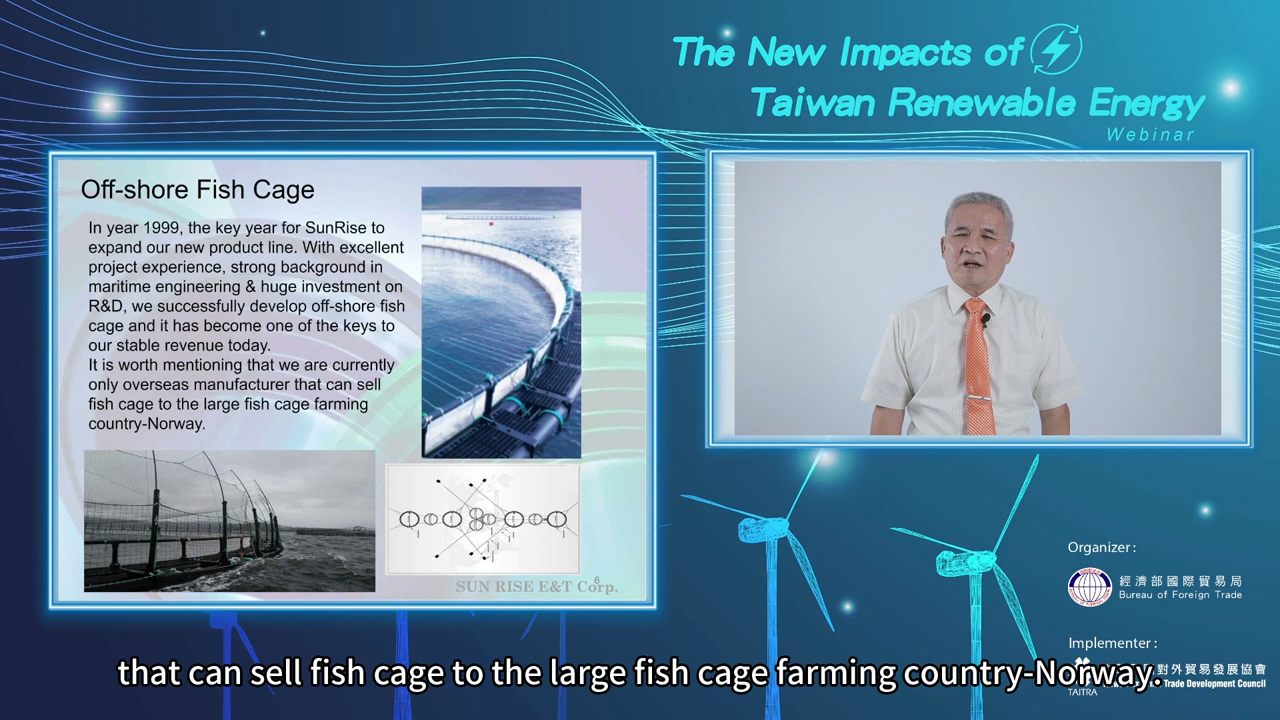 The New Impacts of
Taiwan Renewable Energy
Webinar
Off-shore Fish Cage
In year 1999, the key year for SunRise to
expand our new product line. With excellent
project experience, strong background in
maritime engineering & huge investment on
R&D, we successfully develop off-shore fish
cage and it has become one of the keys to
our stable revenue today.
It is worth mentioning that we are currently
only overseas manufacturer that can sell
fish cage to the large fish cage farming
country-Norway.
6
SUN RISE E&T Corp.
Organizer :
經濟部國際貿易局
Bureau of Foreign Trade
Implementer :
對外貿易發展協會
Trade Development Council
TAITRA
that can sell fish cage to the large fish cage farming country-Norway.